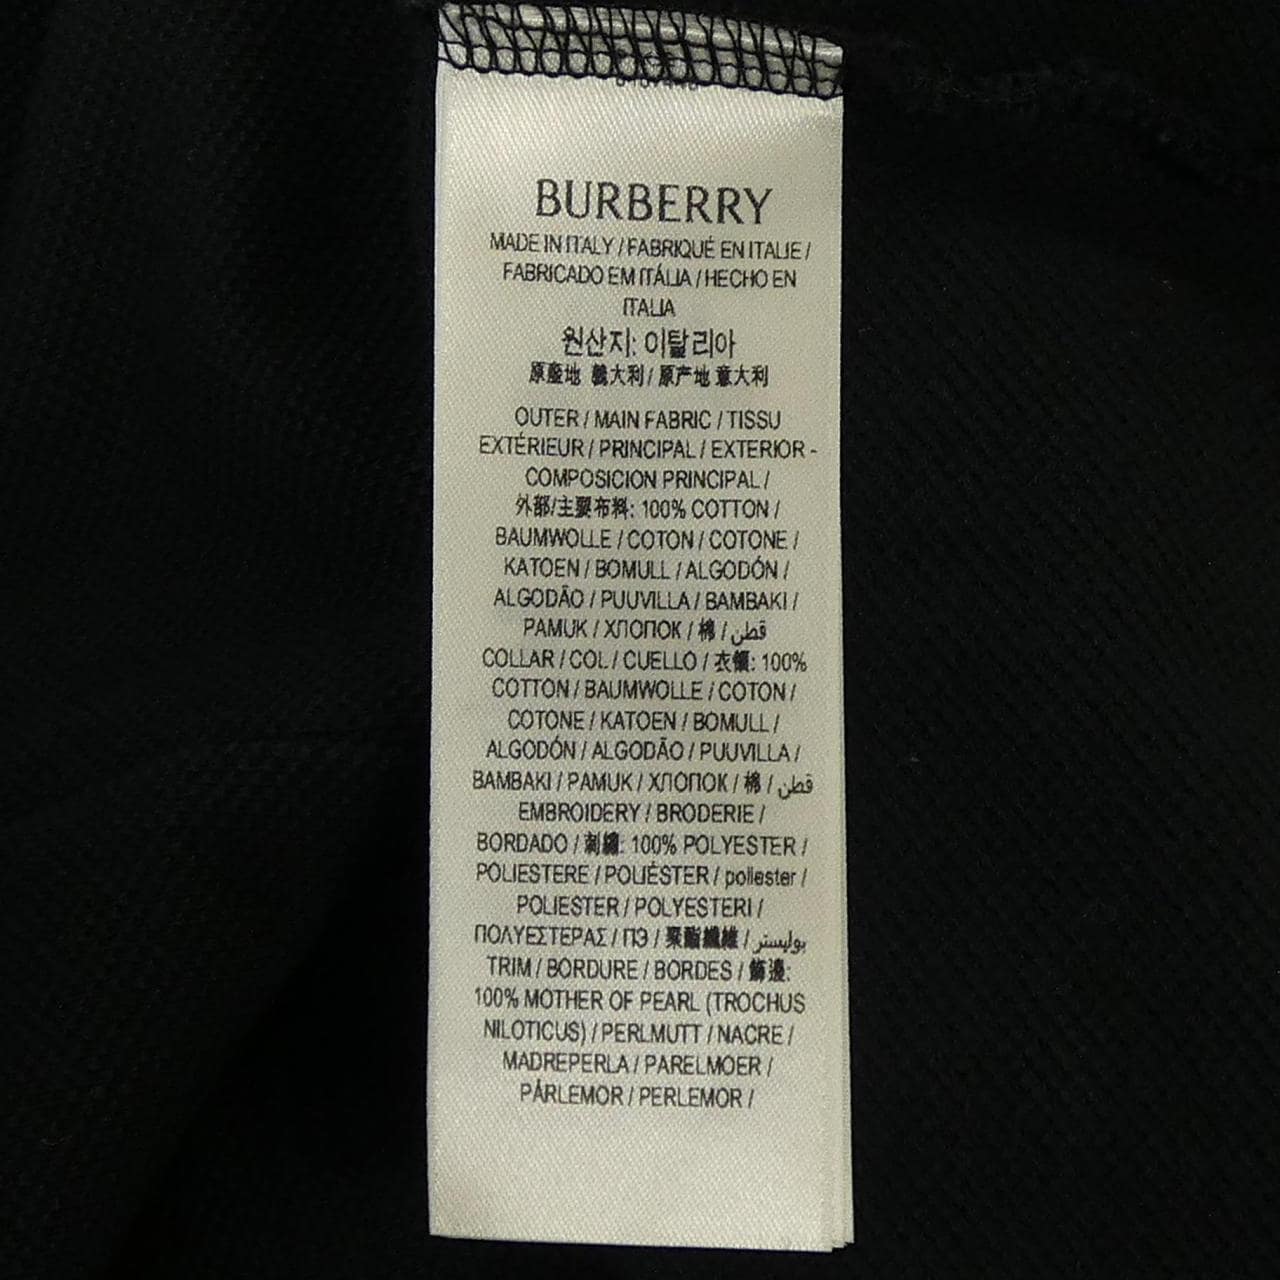 BURBERRY
MADE IN ITALY / FABRIQUÉ EN ITALIE /
FABRICADO EM ITÁLIA / HECHO EN
ITALIA
원산지: 이탈리아
原產地 義大利 / 原产地 意大利
OUTER / MAIN FABRIC / TISSU
EXTÉRIEUR / PRINCIPAL / EXTERIOR -
COMPOSICION PRINCIPAL /
外部/主要布料: 100% COTTON /
BAUMWOLLE / COTON / COTONE /
KATOEN / BOMULL / ALGODÓN /
ALGODÃO / PUUVILLA / BAMBAKI /
PAMUK / ХЛОПОК / 棉 / قطن
COLLAR / COL / CUELLO / 衣領: 100%
COTTON / BAUMWOLLE / COTON /
COTONE / KATOEN / BOMULL /
ALGODÓN / ALGODÃO / PUUVILLA /
BAMBAKI / PAMUK / ХЛОПОК / 棉 / قطن
EMBROIDERY / BRODERIE /
BORDADO / 刺繡: 100% POLYESTER /
POLIESTERE / POLIÉSTER / poliester /
POLIESTER / POLYESTERI /
ΠΟΛΥΕΣΤΕΡΑΣ / ПЭ / 聚酯纖維 / بوليستر
TRIM / BORDURE / BORDES / 飾邊:
100% MOTHER OF PEARL (TROCHUS
NILOTICUS) / PERLMUTT / NACRE /
MADREPERLA / PARELMOER /
PÄRLEMOR / PERLEMOR /